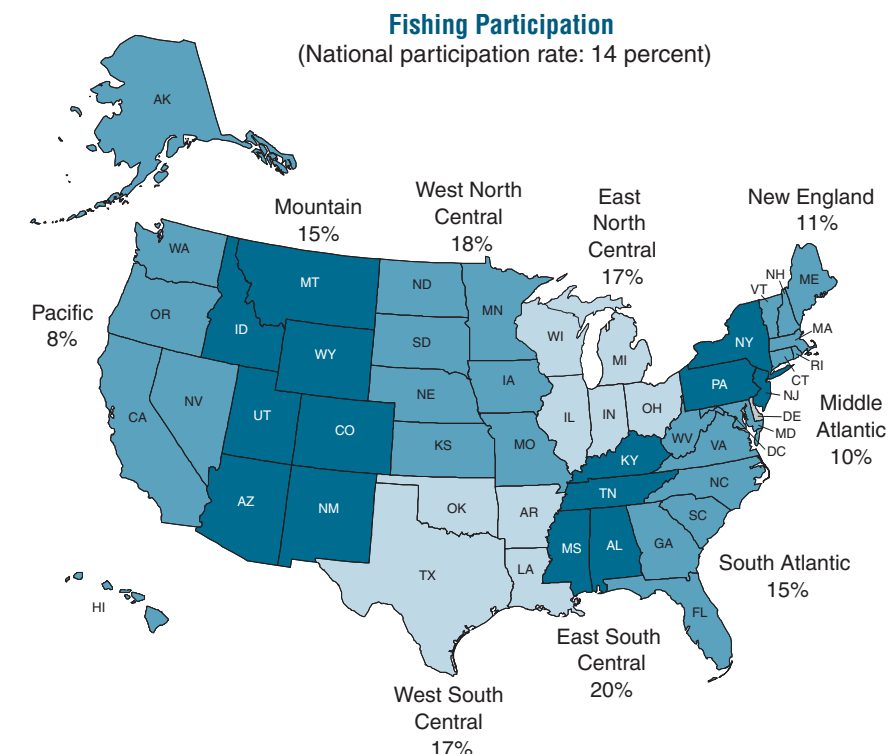 Fishing Participation
(National participation rate: 14 percent)
AK
Mountain
15%
West North
Central
18%
East
North
Central
17%
New England
11%
Pacific
8%
WA
OR
CA
NV
ID
MT
WY
UT
CO
AZ
NM
ND
SD
NE
KS
MN
IA
MO
WI
MI
IL
IN
OH
OK
AR
TX
LA
KY
TN
MS
AL
GA
FL
SC
NC
VA
WV
PA
NY
VT
NH
ME
MA
RI
CT
NJ
DE
MD
DC
Middle
Atlantic
10%
South Atlantic
15%
East South
Central
20%
West South
Central
17%
HI